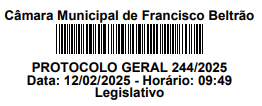 Câmara Municipal de Francisco Beltrão
PROTOCOLO GERAL 244/2025
Data: 12/02/2025 - Horário: 09:49
Legislativo